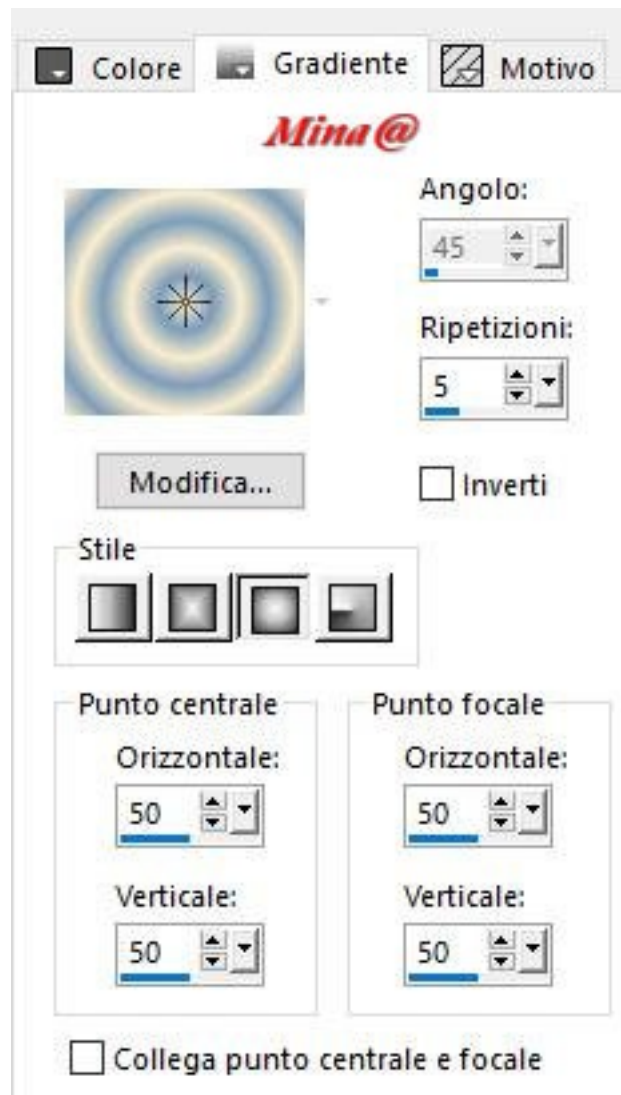 Colore Gradiente Motivo
Mina@
Angolo:
45
Ripetizioni:
5
Modifica...
Inverti
Stile
Punto centrale
Orizzontale:
50
Verticale:
50
Punto focale
Orizzontale:
50
Verticale:
50
Collega punto centrale e focale